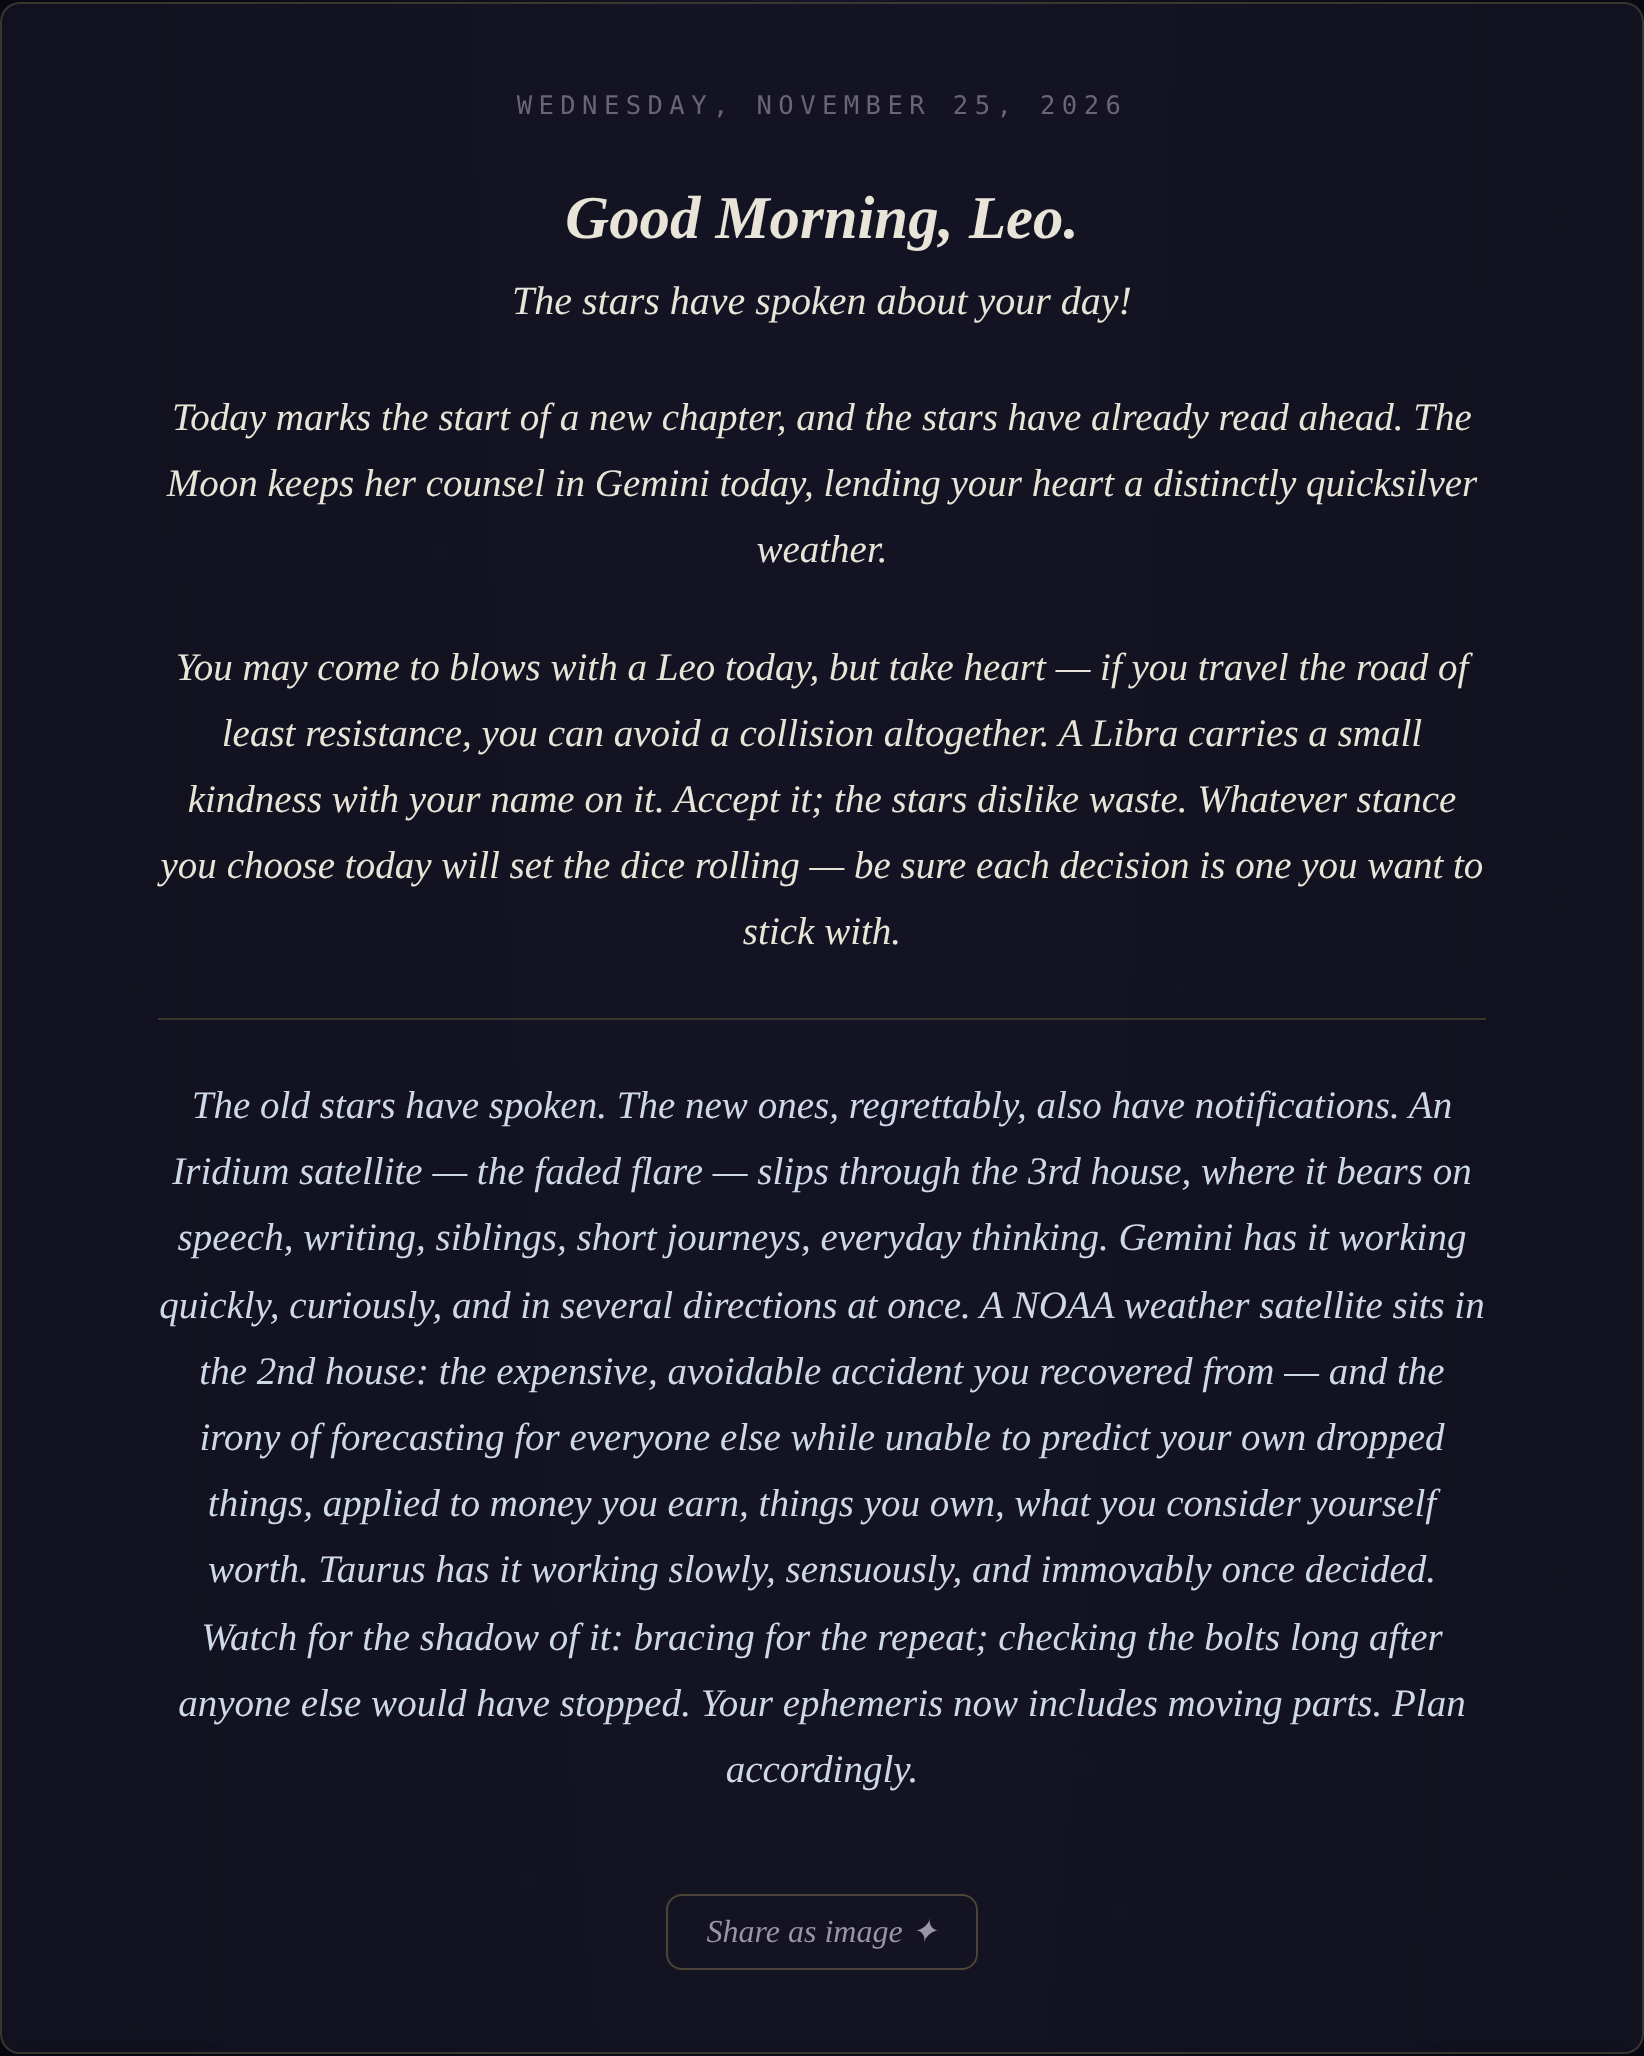 WEDNESDAY, NOVEMBER 25, 2026
Good Morning, Leo.
The stars have spoken about your day!
Today marks the start of a new chapter, and the stars have already read ahead. The
Moon keeps her counsel in Gemini today, lending your heart a distinctly quicksilver
weather.
You may come to blows with a Leo today, but take heart — if you travel the road of
least resistance, you can avoid a collision altogether. A Libra carries a small
kindness with your name on it. Accept it; the stars dislike waste. Whatever stance
you choose today will set the dice rolling — be sure each decision is one you want to
stick with.
The old stars have spoken. The new ones, regrettably, also have notifications. An
Iridium satellite — the faded flare — slips through the 3rd house, where it bears on
speech, writing, siblings, short journeys, everyday thinking. Gemini has it working
quickly, curiously, and in several directions at once. A NOAA weather satellite sits in
the 2nd house: the expensive, avoidable accident you recovered from — and the
irony of forecasting for everyone else while unable to predict your own dropped
things, applied to money you earn, things you own, what you consider yourself
worth. Taurus has it working slowly, sensuously, and immovably once decided.
Watch for the shadow of it: bracing for the repeat; checking the bolts long after
anyone else would have stopped. Your ephemeris now includes moving parts. Plan
accordingly.
Share as image ✦